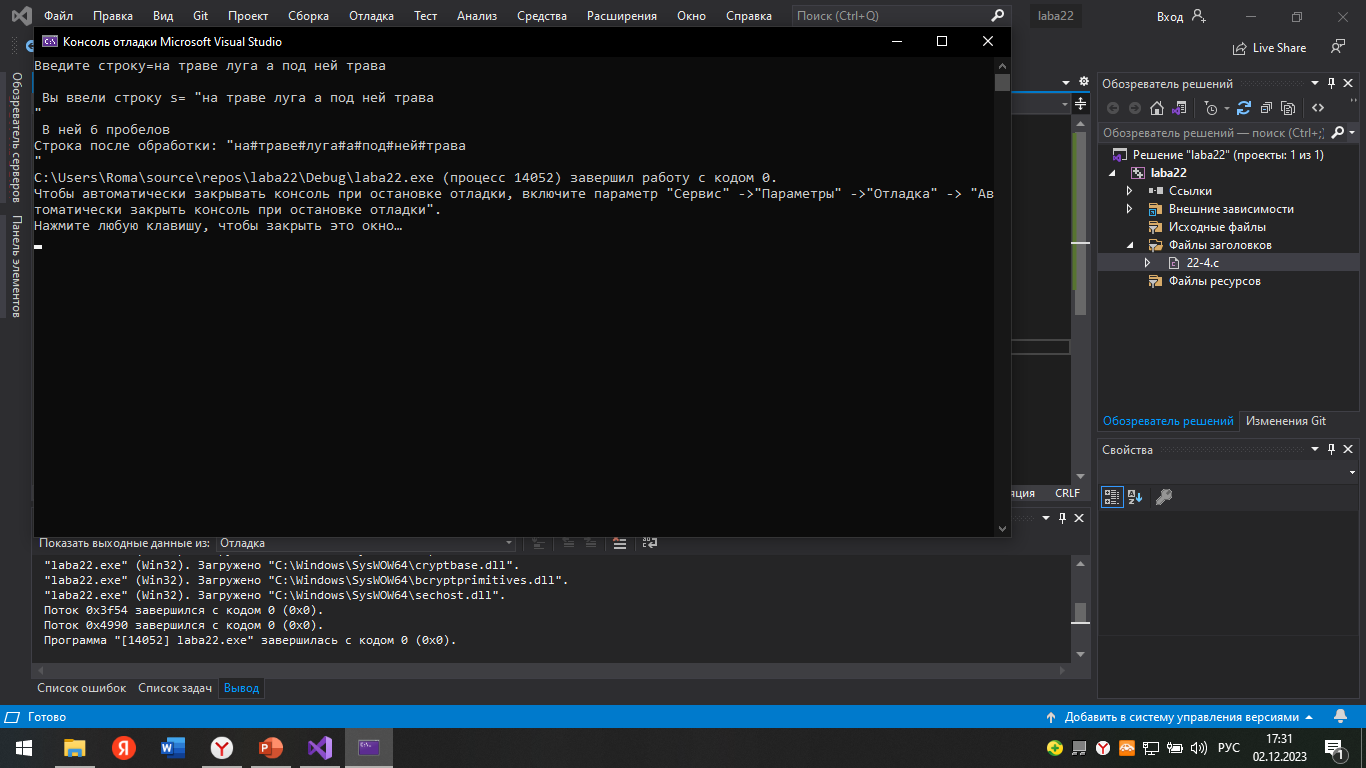 Файл Правка Вид Git Проект Сборка Отладка Тест Анализ Средства Расширения Окно Справка Поиск (Ctrl+Q) laba22 Вход
Консоль отладки Microsoft Visual Studio
Live Share
Введите строку=на траве луга а под ней трава
Вы ввели строку s= "на траве луга а под ней трава
"
В ней 6 пробелов
Строка после обработки: "на#траве#луга#а#под#ней#трава
"
C:\Users\Roma\source\repos\laba22\Debug\laba22.exe (процесс 14052) завершил работу с кодом 0.
Чтобы автоматически закрывать консоль при остановке отладки, включите параметр "Сервис" ->"Параметры" ->"Отладка" -> "Ав
томатически закрыть консоль при остановке отладки".
Нажмите любую клавишу, чтобы закрыть это окно…
Обозреватель серверов
Панель элементов
Обозреватель решений
Обозреватель решений — поиск (Ctrl+;)
Решение "laba22" (проекты: 1 из 1)
laba22
Ссылки
Внешние зависимости
Исходные файлы
Файлы заголовков
22-4.c
Файлы ресурсов
Обозреватель решений Изменения Git
Свойства
CRLF
Показать выходные данные из: Отладка
"laba22.exe" (Win32). Загружено "C:\Windows\SysWOW64\cryptbase.dll".
"laba22.exe" (Win32). Загружено "C:\Windows\SysWOW64\bcryptprimitives.dll".
"laba22.exe" (Win32). Загружено "C:\Windows\SysWOW64\sechost.dll".
Поток 0x3f54 завершился с кодом 0 (0x0).
Поток 0x4990 завершился с кодом 0 (0x0).
Программа "[14052] laba22.exe" завершилась с кодом 0 (0x0).
Список ошибок Список задач Вывод
Готово
Добавить в систему управления версиями
РУС
17:31
02.12.2023
1